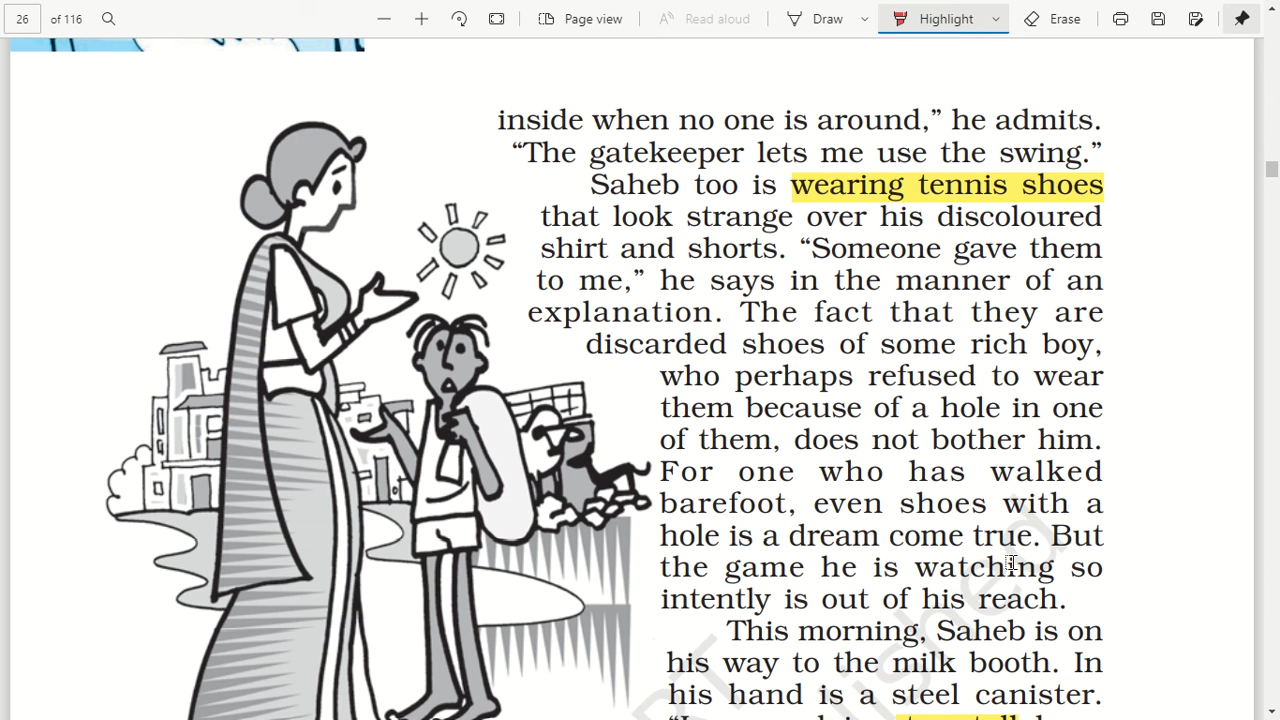 26 of 116 Page view Read aloud Draw Highlight Erase
inside when no one is around,” he admits.
“The gatekeeper lets me use the swing.”
Saheb too is wearing tennis shoes
that look strange over his discoloured
shirt and shorts. “Someone gave them
to me,” he says in the manner of an
explanation. The fact that they are
discarded shoes of some rich boy,
who perhaps refused to wear
them because of a hole in one
of them, does not bother him.
For one who has walked
barefoot, even shoes with a
hole is a dream come true. But
the game he is watching so
intently is out of his reach.
This morning, Saheb is on
his way to the milk booth. In
his hand is a steel canister.